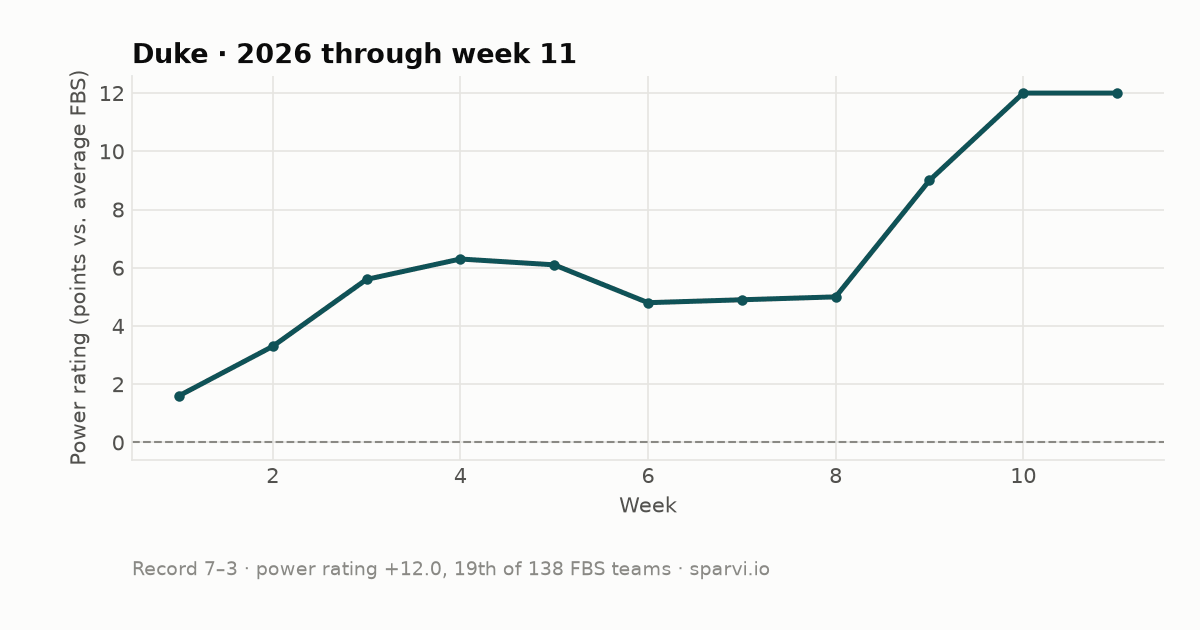 Duke · 2026 through week 11
Power rating (points vs. average FBS)
12
10
8
6
4
2
0
2 4 6 8 10
Week
Record 7–3 · power rating +12.0, 19th of 138 FBS teams · sparvi.io